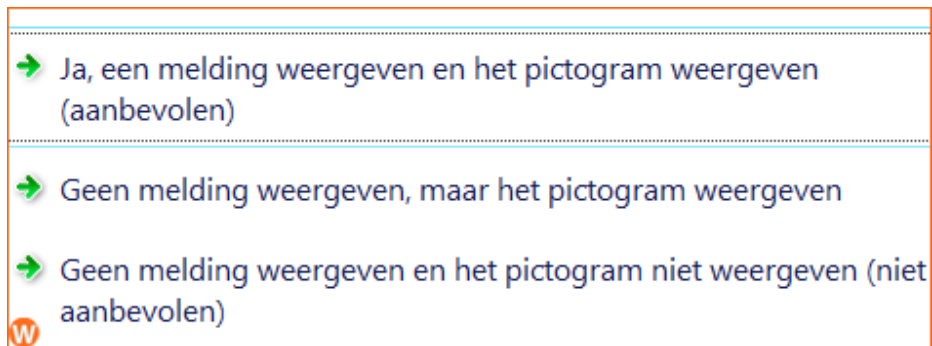 Ja, een melding weergeven en het pictogram weergeven
(aanbevolen)
Geen melding weergeven, maar het pictogram weergeven
Geen melding weergeven en het pictogram niet weergeven (niet
aanbevolen)
W